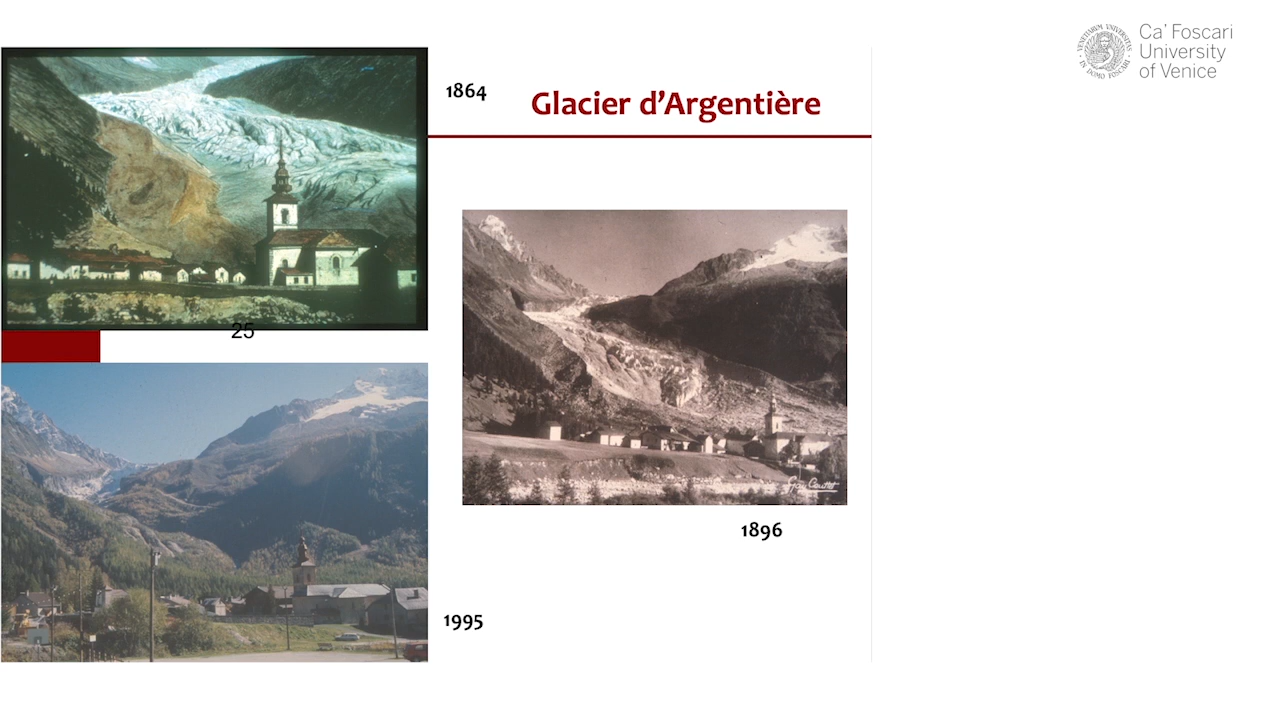 Ca' Foscari
University
of Venice
1864
Glacier d'Argentière
25
1896
1995